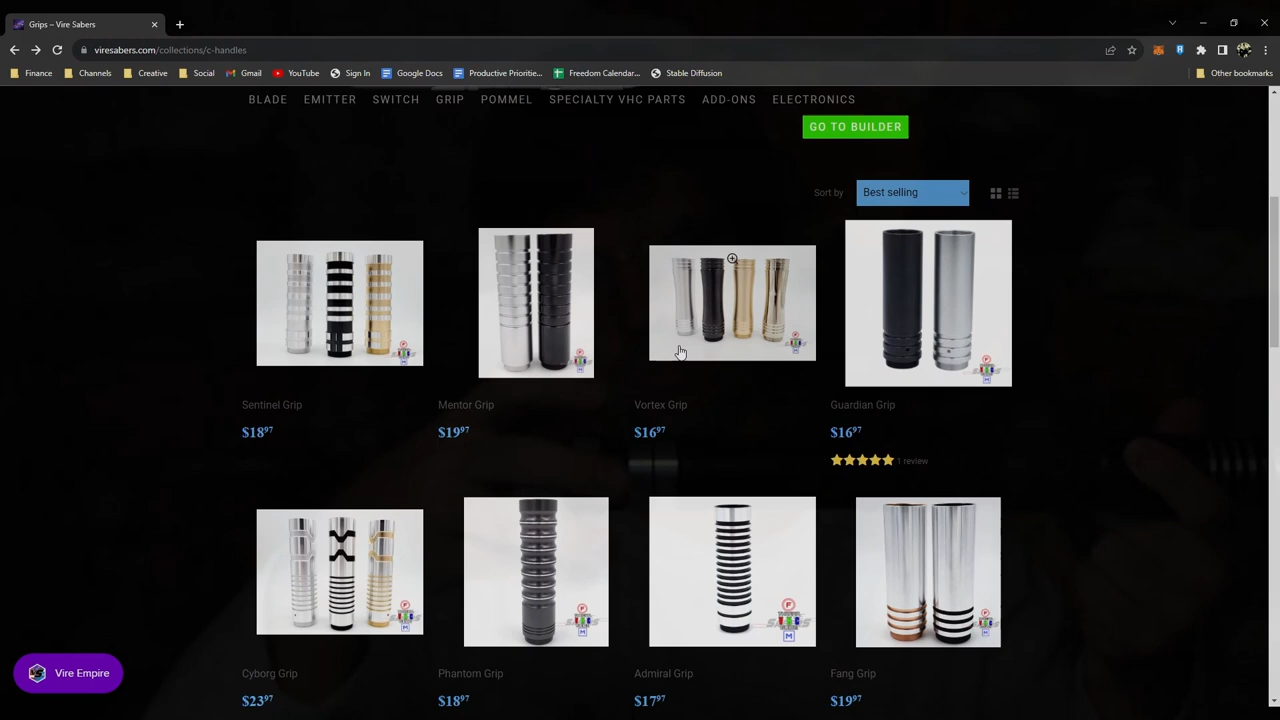 Grips – Vire Sabers
viresabers.com/collections/c-handles
Finance Channels Creative Social Gmail YouTube Sign In Google Docs Productive Prioritie... Freedom Calendar... Stable Diffusion Other bookmarks
BLADE EMITTER SWITCH GRIP POMMEL SPECIALTY VHC PARTS ADD-ONS ELECTRONICS
GO TO BUILDER
Sort by Best selling
Sentinel Grip Mentor Grip Vortex Grip Guardian Grip
$1897 $1997 $1697 $1697
1 review
Cyborg Grip Phantom Grip Admiral Grip Fang Grip
$2397 $1897 $1797 $1997
Vire Empire